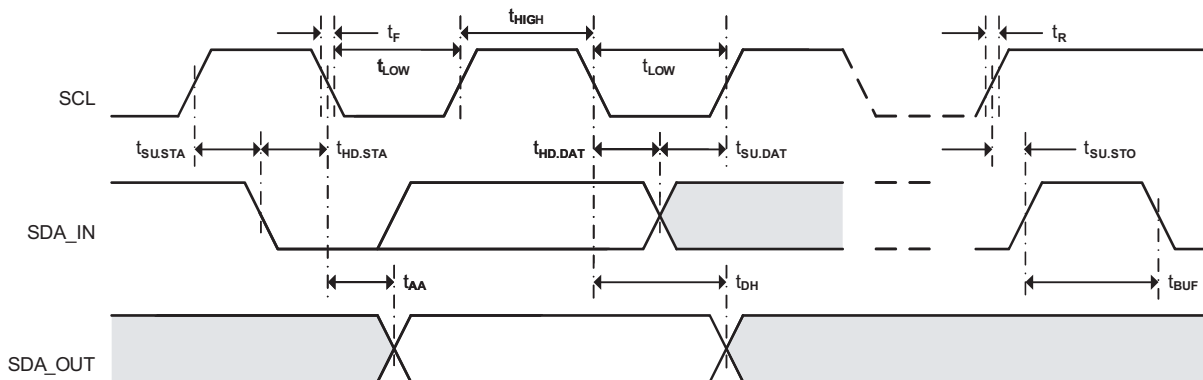 tHIGH
tF
tR
tLOW
tLOW
SCL
tSU.STA
tHD.STA
tHD.DAT
tSU.DAT
tSU.STO
SDA_IN
tAA
tDH
tBUF
SDA_OUT